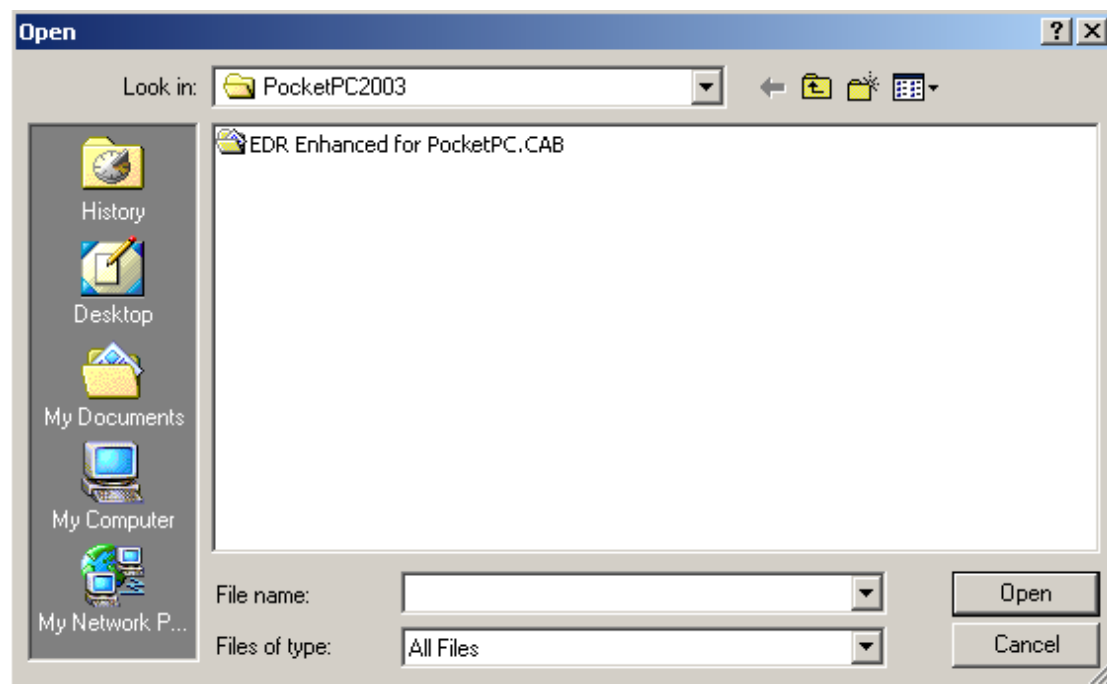 Open
Look in: PocketPC2003
EDR Enhanced for PocketPC.CAB
History
Desktop
My Documents
My Computer
My Network P...
File name:
Open
Files of type: All Files
Cancel